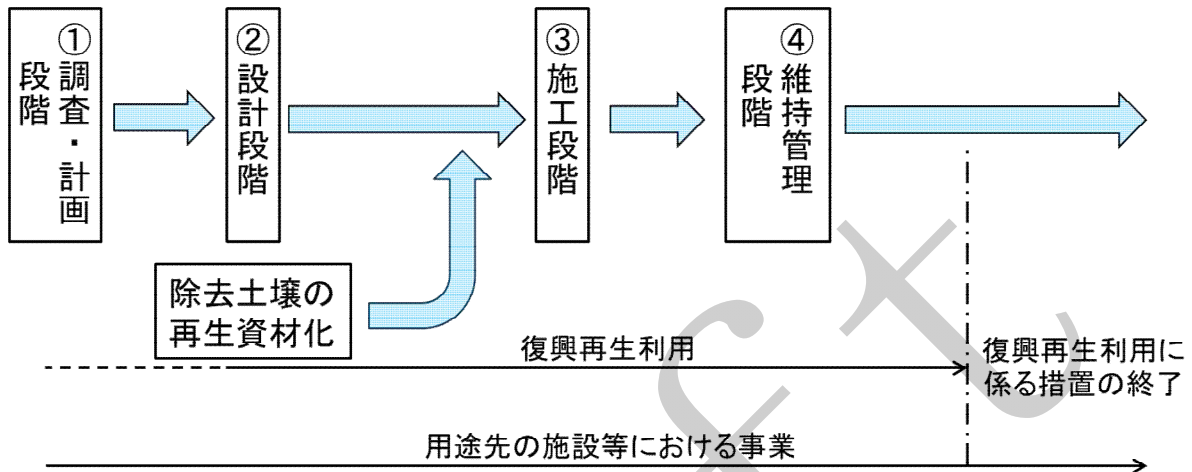 ①調査・計画
段階
②設計段階
③施工段階
④維持管理
段階
除去土壌の
再生資材化
復興再生利用
復興再生利用に
係る措置の終了
用途先の施設等における事業
ft